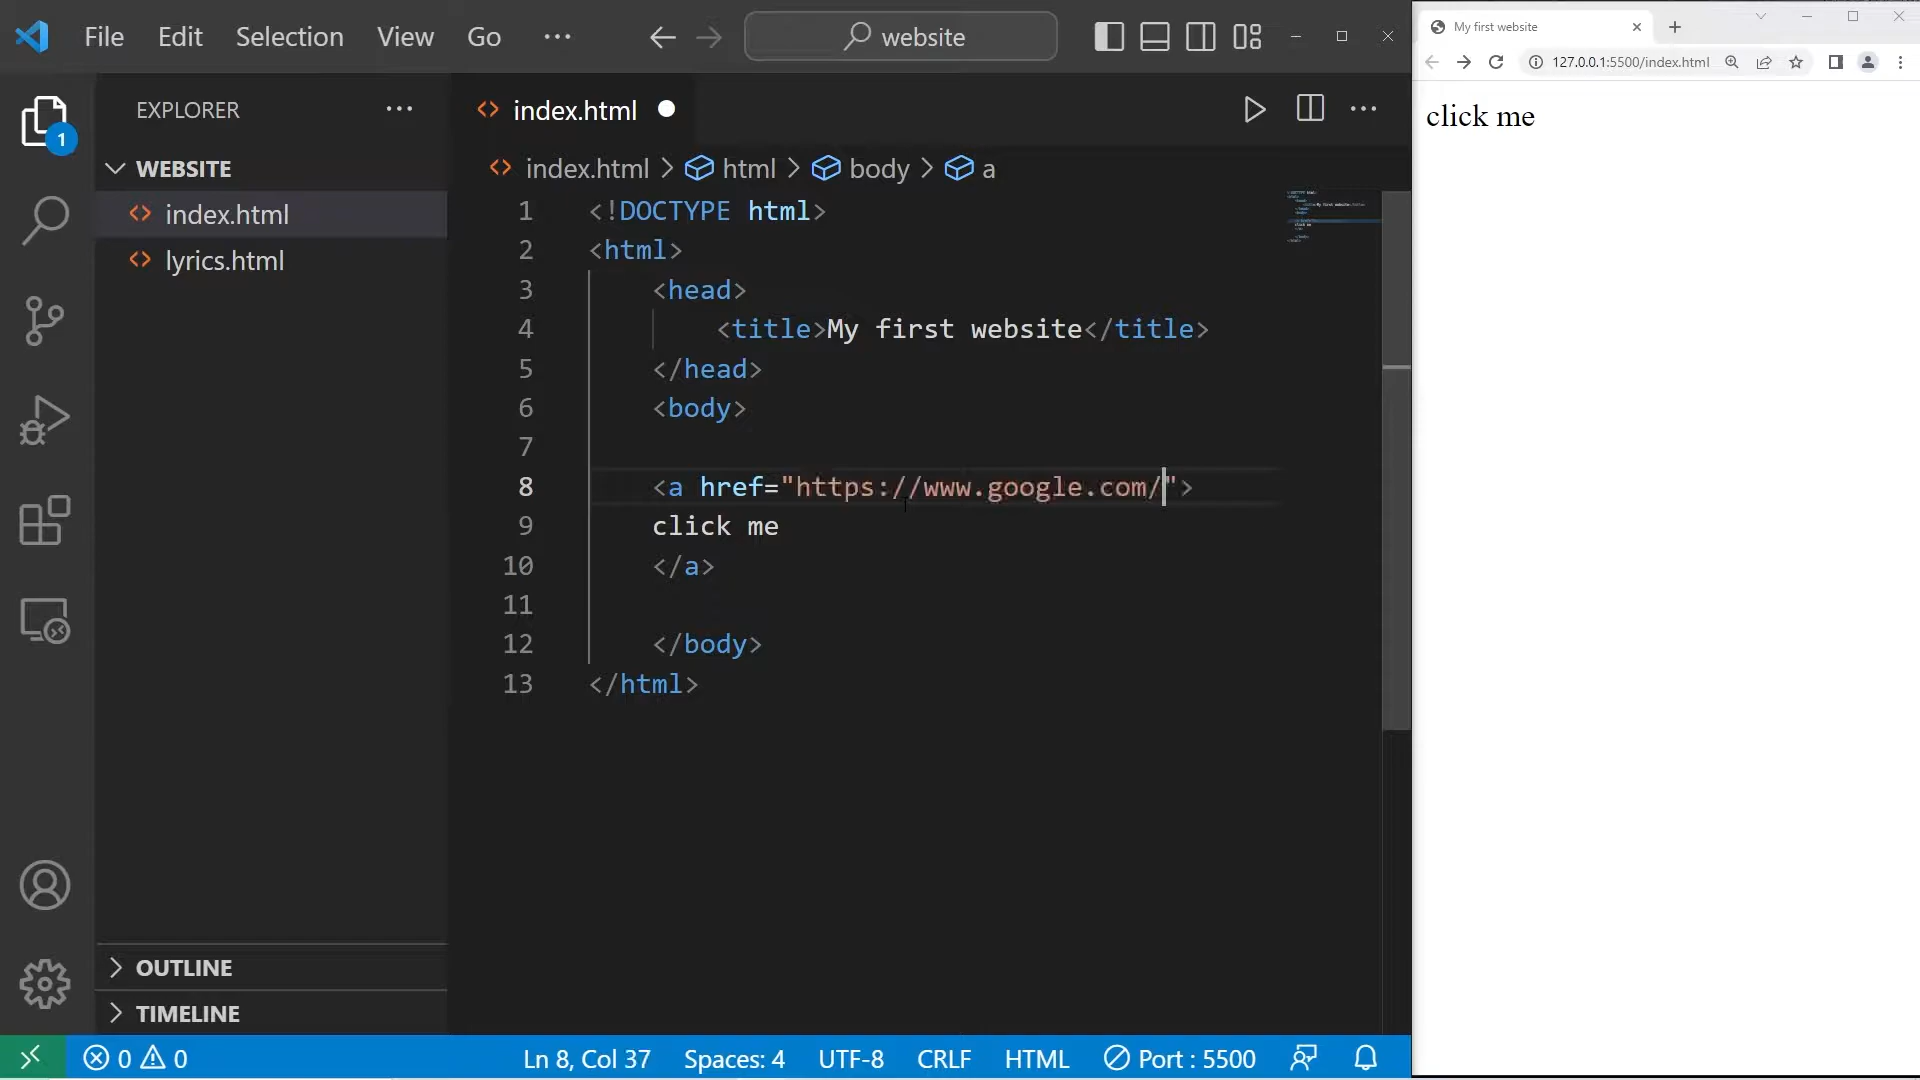 File Edit Selection View Go ··· website
EXPLORER ···
1
WEBSITE
index.html
lyrics.html
OUTLINE
TIMELINE
index.html
index.html > html > body > a
1 <!DOCTYPE html>
2 <html>
3 <head>
4 <title>My first website</title>
5 </head>
6 <body>
7
8 <a href="https://www.google.com/">
9 click me
10 </a>
11
12 </body>
13 </html>
0 0 Ln 8, Col 37 Spaces: 4 UTF-8 CRLF HTML Port : 5500
My first website
127.0.0.1:5500/index.html
click me